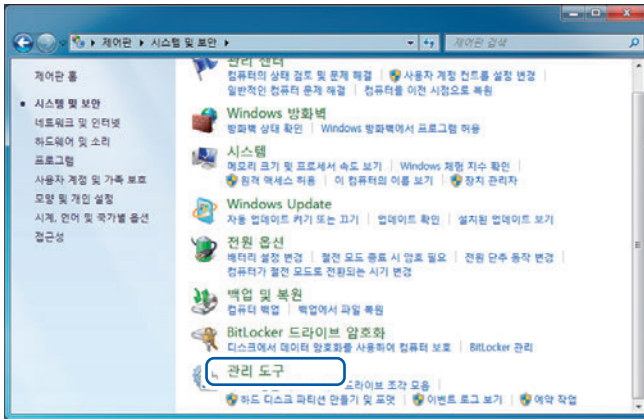 제어판 ▸ 시스템 및 보안 ▸
제어판 검색
제어판 홈
시스템 및 보안
네트워크 및 인터넷
하드웨어 및 소리
프로그램
사용자 계정 및 가족 보호
모양 및 개인 설정
시계, 언어 및 국가별 옵션
접근성
관리 센터
컴퓨터의 상태 검토 및 문제 해결 | 사용자 계정 컨트롤 설정 변경
일반적인 컴퓨터 문제 해결 | 컴퓨터를 이전 시점으로 복원
Windows 방화벽
방화벽 상태 확인 | Windows 방화벽에서 프로그램 허용
시스템
메모리 크기 및 프로세서 속도 보기 | Windows 체험 지수 확인
원격 액세스 허용 | 이 컴퓨터의 이름 보기 | 장치 관리자
Windows Update
자동 업데이트 켜기 또는 끄기 | 업데이트 확인 | 설치된 업데이트 보기
전원 옵션
배터리 설정 변경 | 절전 모드 종료 시 암호 필요 | 전원 단추 동작 변경
컴퓨터가 절전 모드로 전환되는 시기 변경
백업 및 복원
컴퓨터 백업 | 백업에서 파일 복원
BitLocker 드라이브 암호화
디스크에서 데이터 암호화를 사용하여 컴퓨터 보호 | BitLocker 관리
관리 도구
드라이브 조각 모음
하드 디스크 파티션 만들기 및 포맷 | 이벤트 로그 보기 | 예약 작업